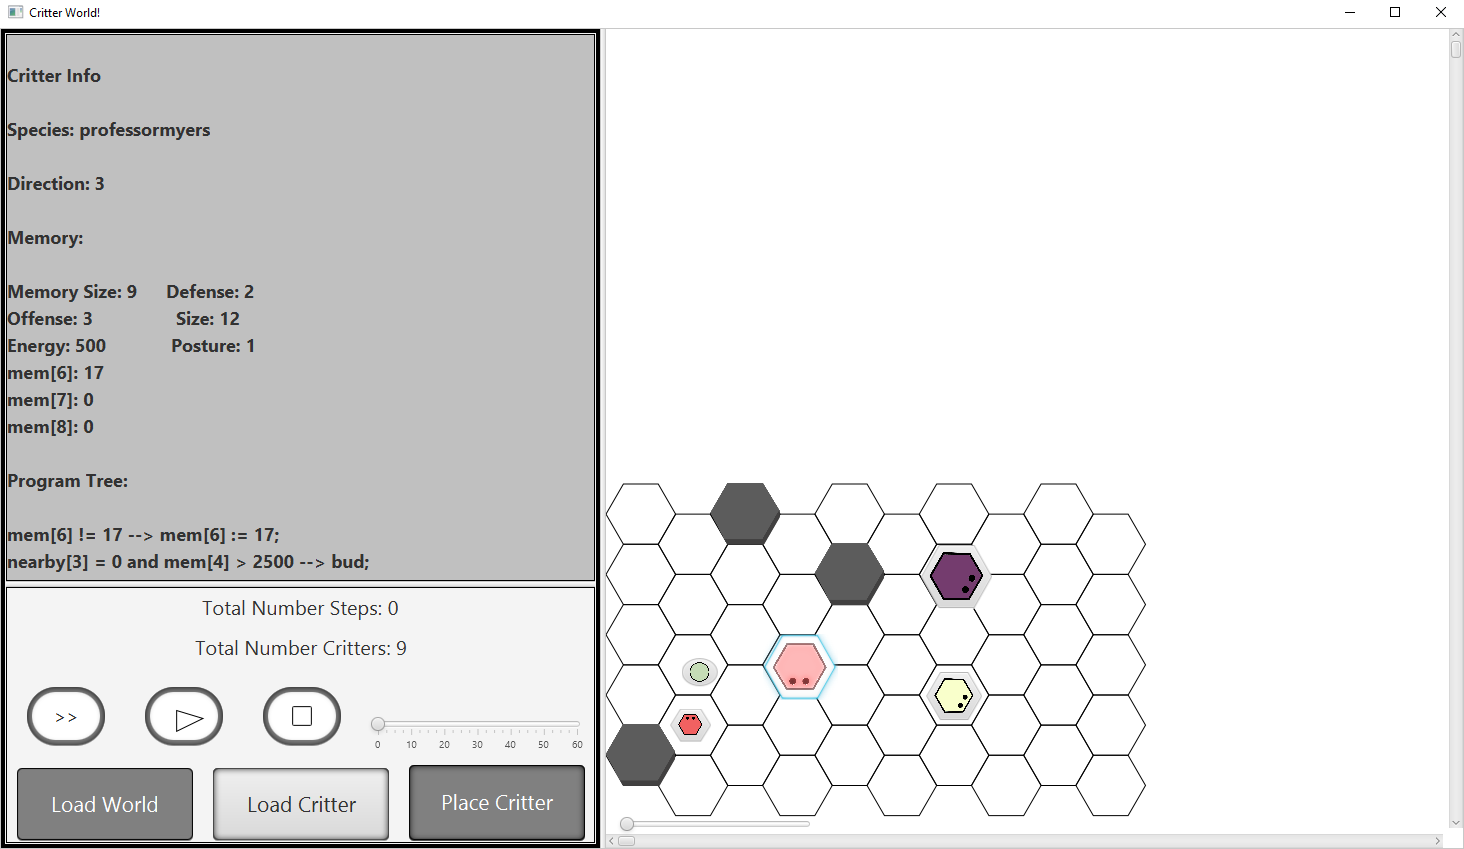 Critter World!
Critter Info
Species: professormyers
Direction: 3
Memory:
Memory Size: 9 Defense: 2
Offense: 3 Size: 12
Energy: 500 Posture: 1
mem[6]: 17
mem[7]: 0
mem[8]: 0
Program Tree:
mem[6] != 17 --> mem[6] := 17;
nearby[3] = 0 and mem[4] > 2500 --> bud;
Total Number Steps: 0
Total Number Critters: 9
>>
0 10 20 30 40 50 60
Load World Load Critter Place Critter